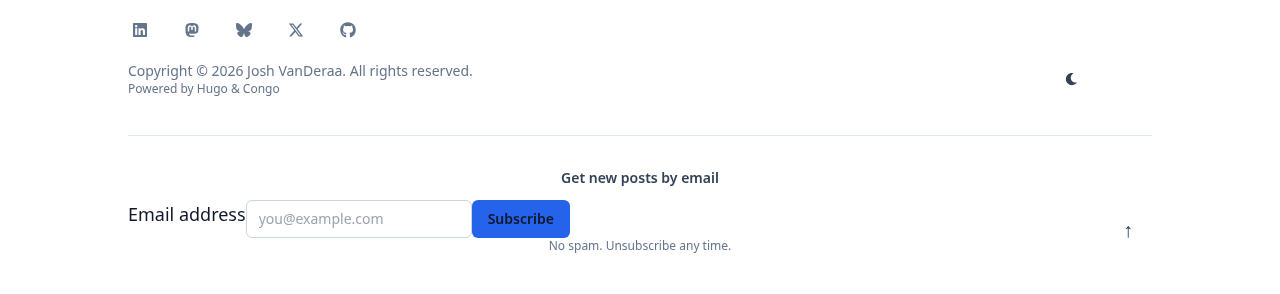 Copyright © 2026 Josh VanDeraa. All rights reserved.
Powered by Hugo & Congo
Get new posts by email
Email address you@example.com Subscribe
No spam. Unsubscribe any time.
↑